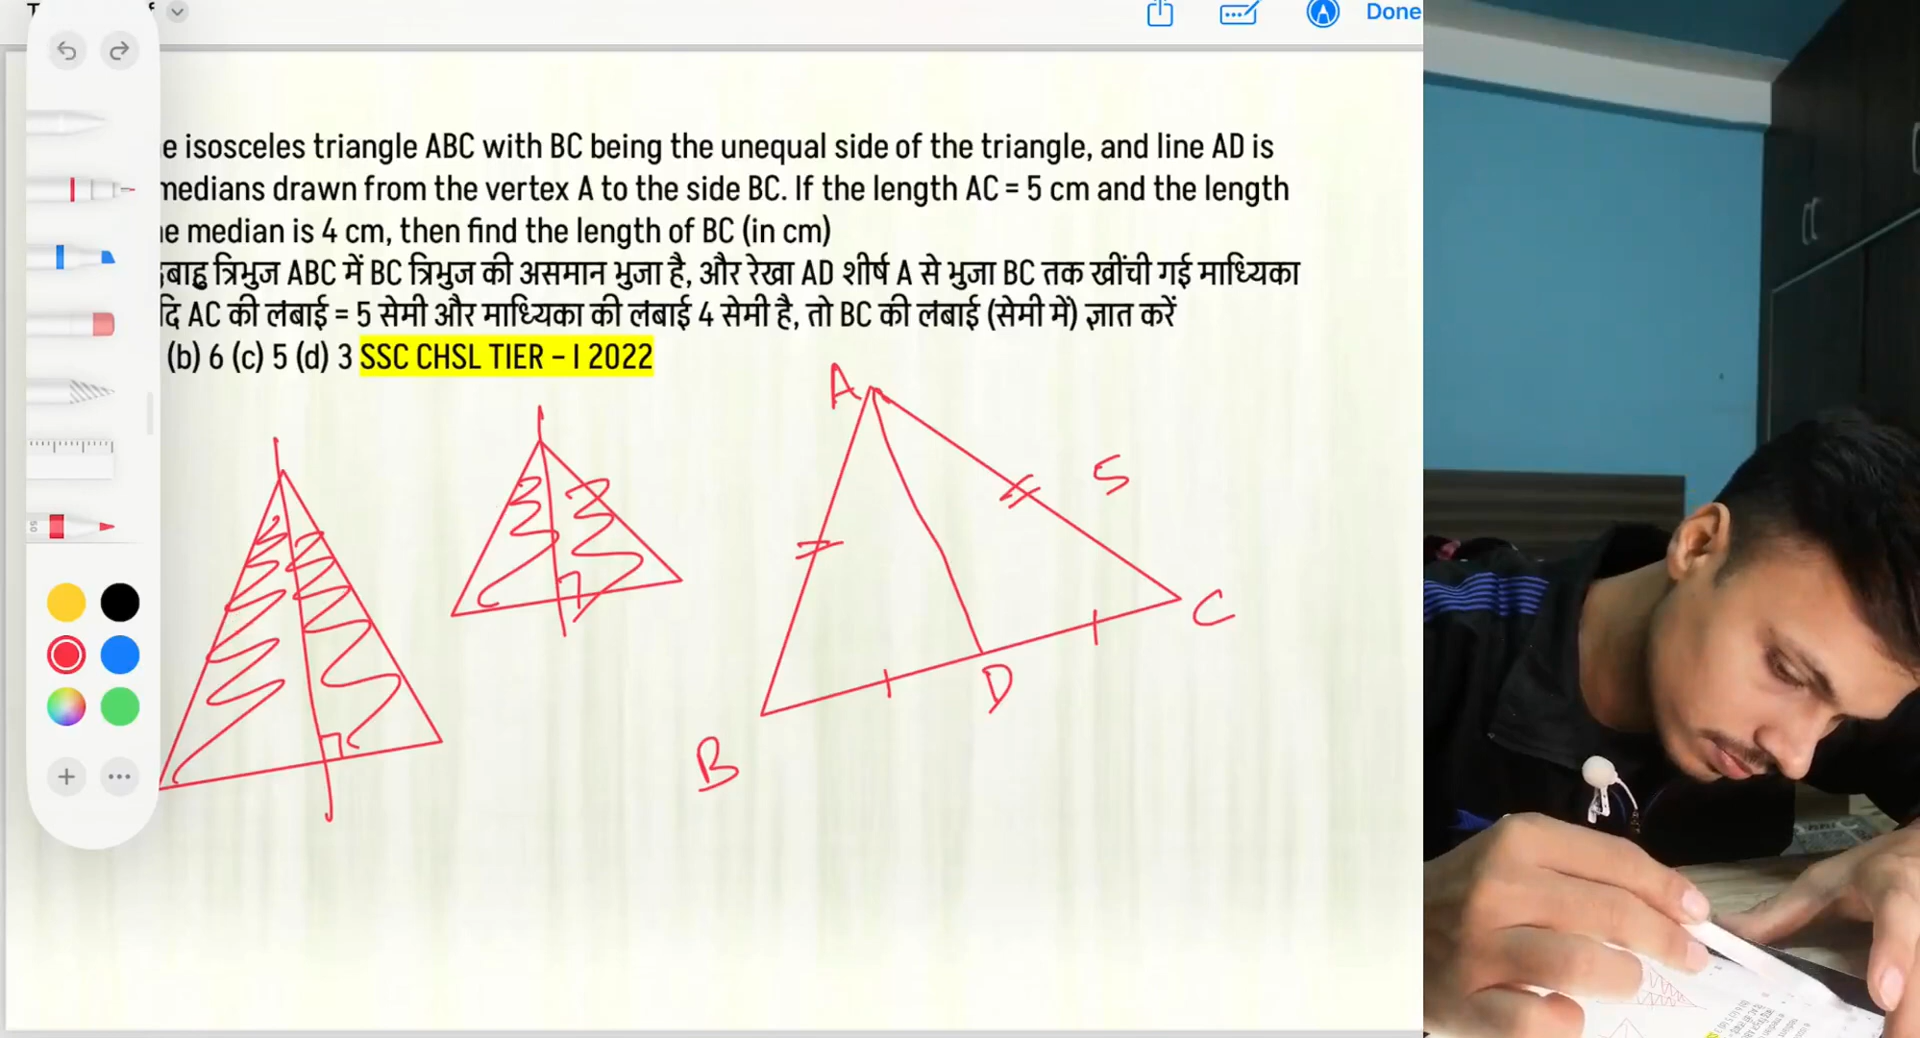 Done
e isosceles triangle ABC with BC being the unequal side of the triangle, and line AD is
medians drawn from the vertex A to the side BC. If the length AC = 5 cm and the length
e median is 4 cm, then find the length of BC (in cm)
बाहु त्रिभुज ABC में BC त्रिभुज की असमान भुजा है, और रेखा AD शीर्ष A से भुजा BC तक खींची गई माध्यिका
दि AC की लंबाई = 5 सेमी और माध्यिका की लंबाई 4 सेमी है, तो BC की लंबाई (सेमी में) ज्ञात करें
(b) 6 (c) 5 (d) 3 SSC CHSL TIER – I 2022
A
5
C
D
B
50